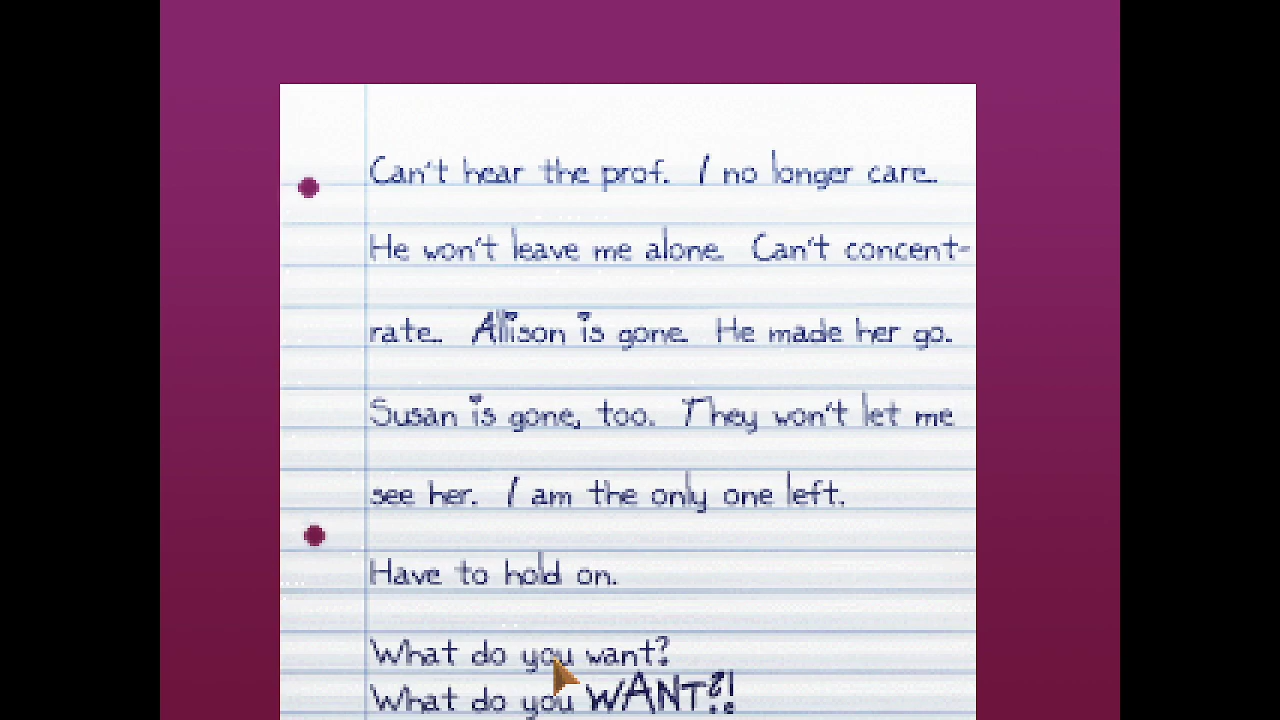 Can't hear the prof. I no longer care.
He won't leave me alone. Can't concent-
rate. Allison is gone. He made her go.
Susan is gone, too. They won't let me
see her. I am the only one left.
Have to hold on.
What do you want?
What do you WANT?!